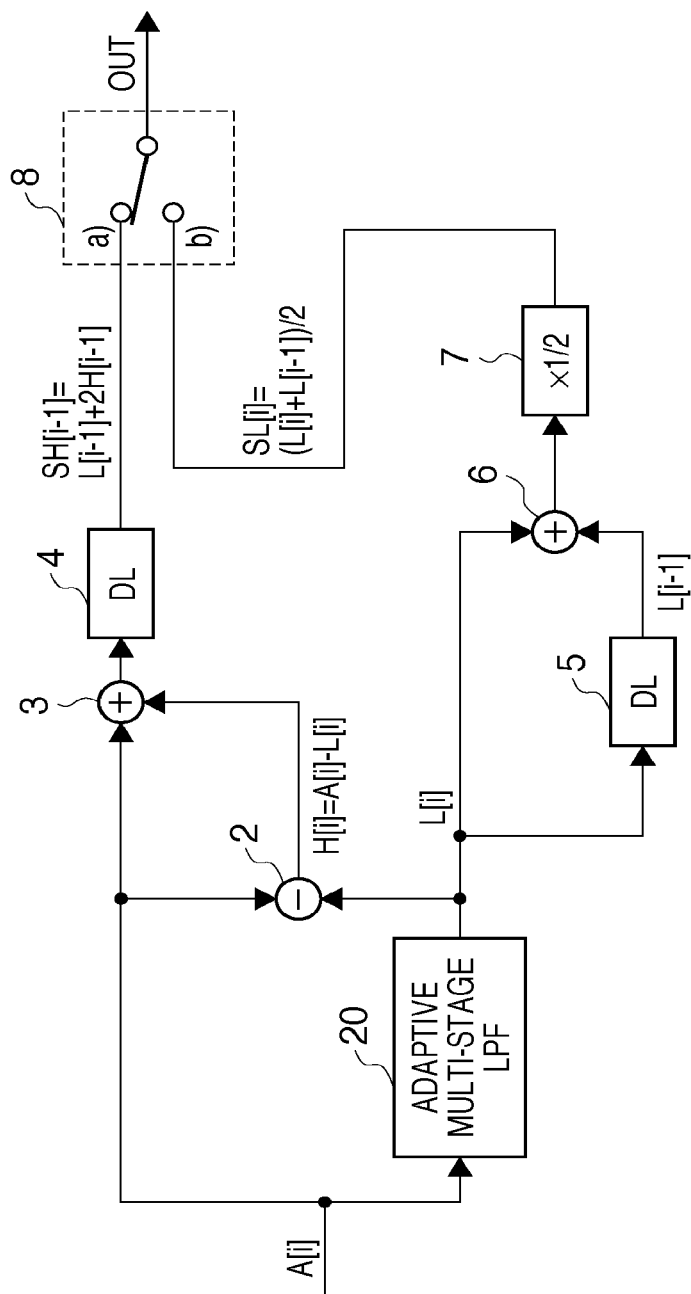 A[i]
20
ADAPTIVE
MULTI-STAGE
LPF
2
H[i]=A[i]-L[i]
-
3
+
4
DL
SH[i-1]=
L[i-1]+2H[i-1]
8
a)
b)
OUT
L[i]
5
DL
L[i-1]
6
+
7
×1/2
SL[i]=
(L[i]+L[i-1])/2